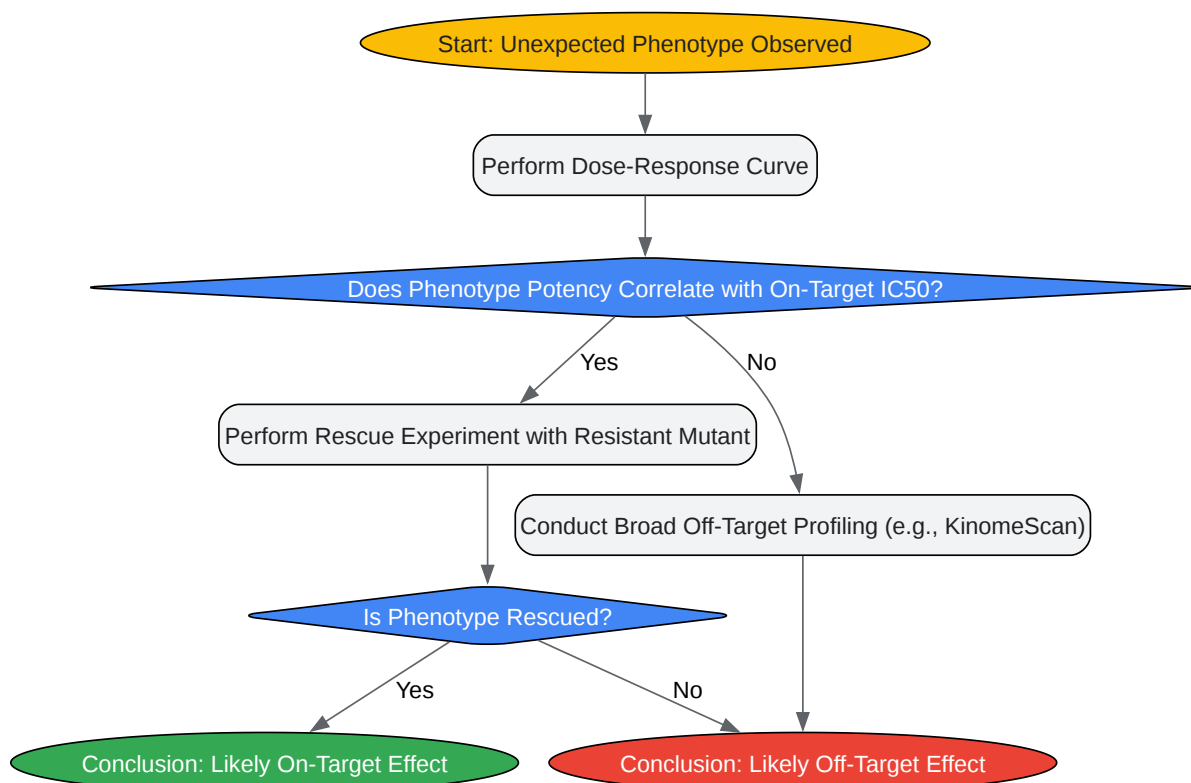 Start: Unexpected Phenotype Observed
Perform Dose-Response Curve
Does Phenotype Potency Correlate with On-Target IC50?
Yes
No
Perform Rescue Experiment with Resistant Mutant
Conduct Broad Off-Target Profiling (e.g., KinomeScan)
Is Phenotype Rescued?
Yes
No
Conclusion: Likely On-Target Effect
Conclusion: Likely Off-Target Effect